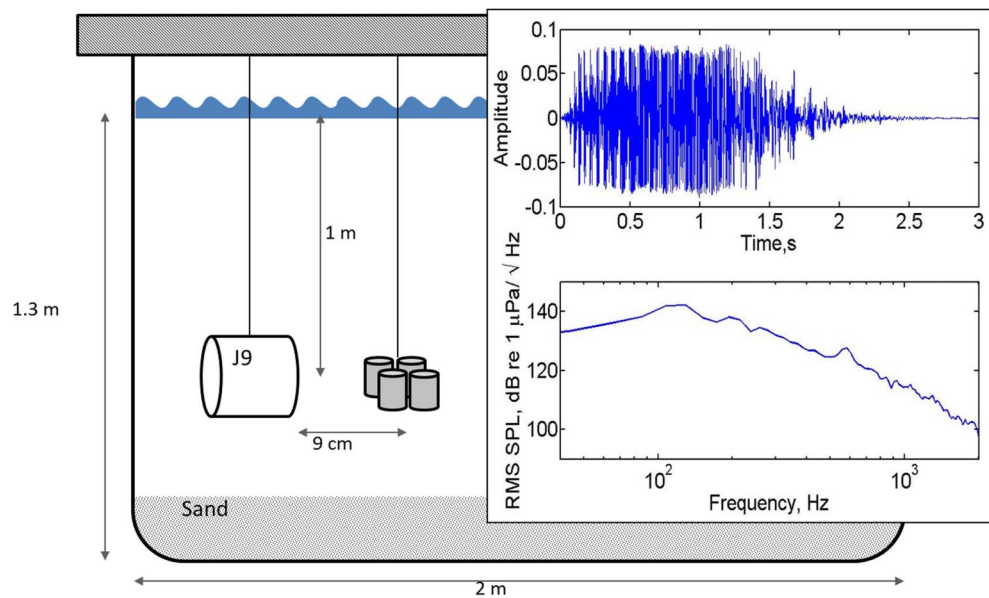 0.1
0.05
0
-0.05
-0.1
Amplitude
0 0.5 1 1.5 2 2.5 3
Time,s
1 m
1.3 m
J9
9 cm
Sand
140
120
100
RMS SPL, dB re 1 μPa/ √ Hz
10² 10³
Frequency, Hz
2 m